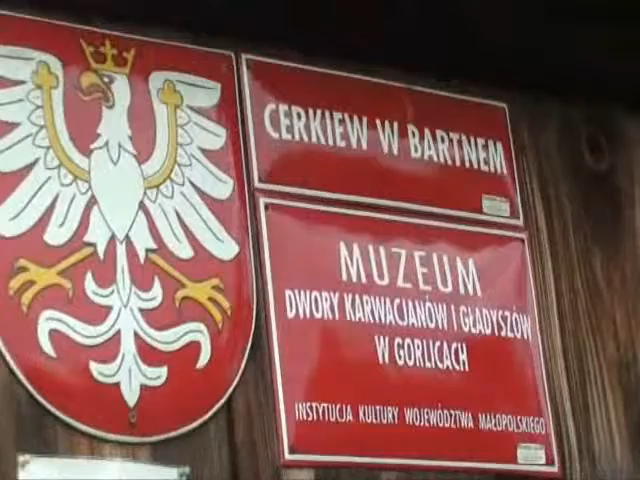 CERKIEW W BARTNEM
MUZEUM
DWORY KARWACJANÓW I GŁADYSZÓW
W GORLICACH
INSTYTUCJA KULTURY WOJEWÓDZTWA MAŁOPOLSKIEGO